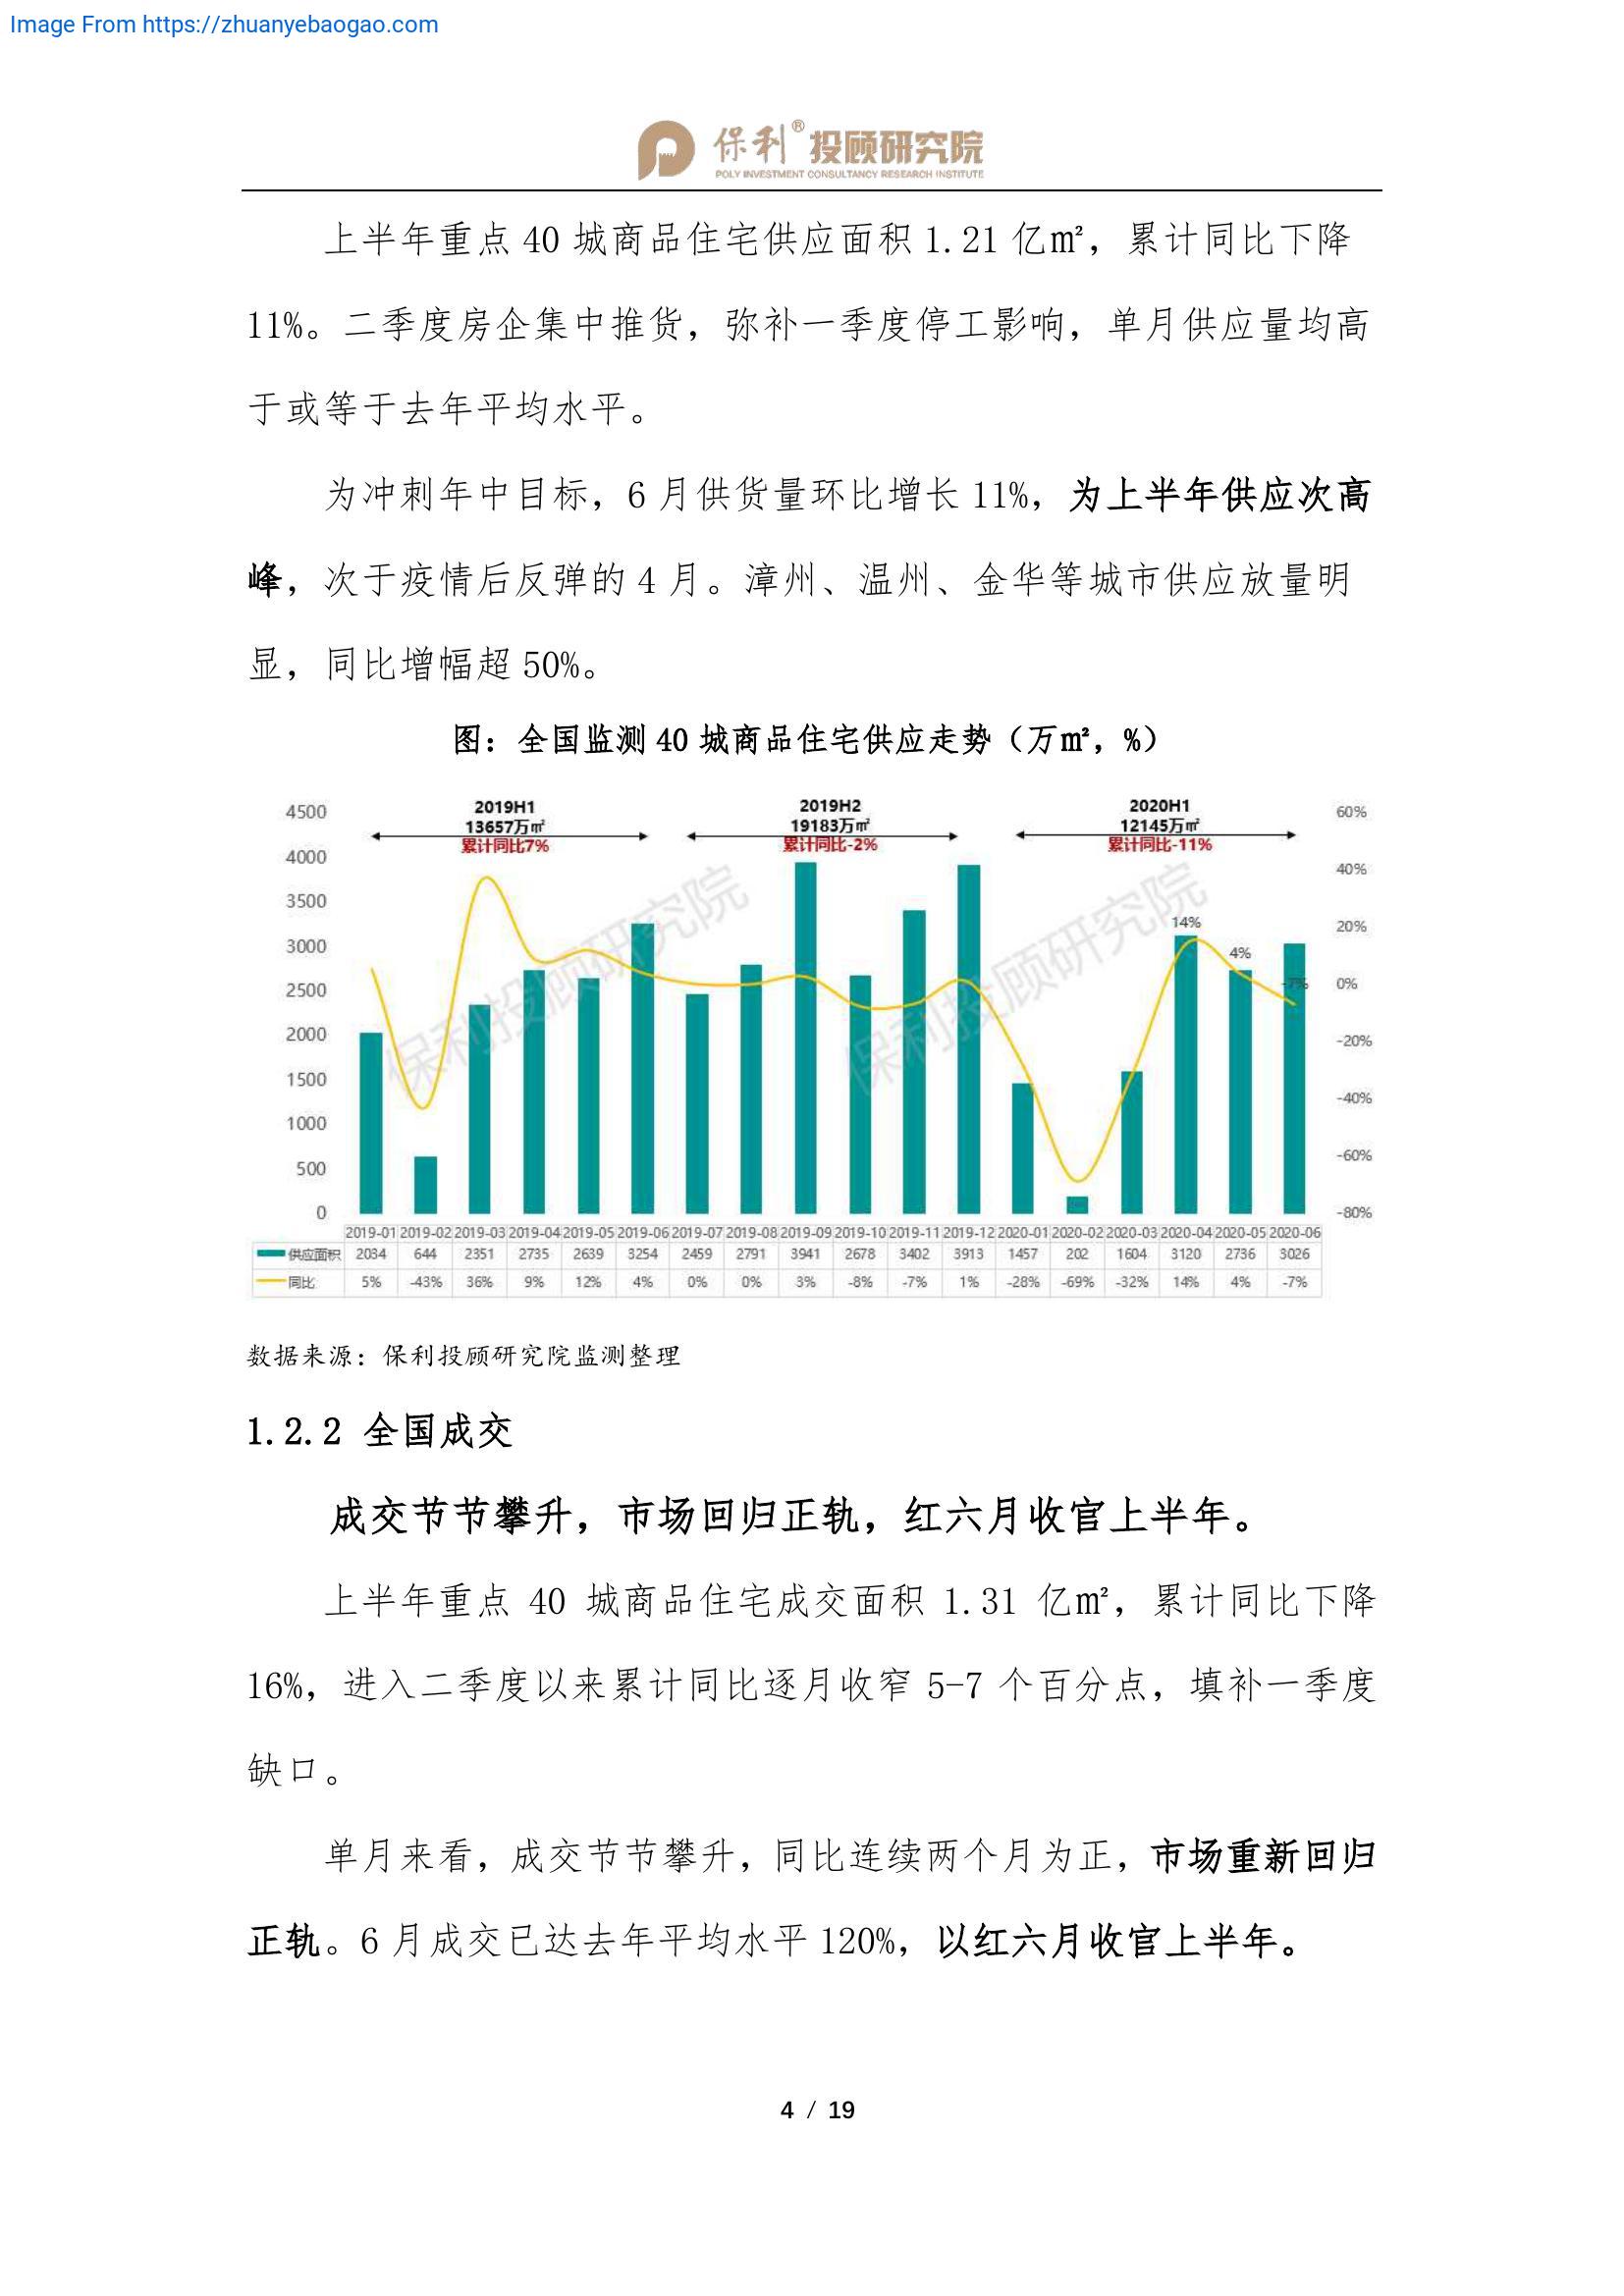 Image From https://zhuanyebaogao.com
保利®投顾研究院
POLY INVESTMENT CONSULTANCY RESEARCH INSTITUTE
上半年重点 40 城商品住宅供应面积 1.21 亿㎡，累计同比下降
11%。二季度房企集中推货，弥补一季度停工影响，单月供应量均高
于或等于去年平均水平。
为冲刺年中目标，6 月供货量环比增长 11%，为上半年供应次高
峰，次于疫情后反弹的 4 月。漳州、温州、金华等城市供应放量明
显，同比增幅超 50%。
图：全国监测 40 城商品住宅供应走势（万㎡，%）
2019H1 2019H2 2020H1
13657万㎡ 19183万㎡ 12145万㎡
累计同比7% 累计同比-2% 累计同比-11%
4500 60%
4000 40%
3500 20%
3000 0%
2500 -20%
2000 -40%
1500 -60%
1000 -80%
500
0
14%
4%
-7%
保利投顾研究院 保利投顾研究院
2019-01 2019-02 2019-03 2019-04 2019-05 2019-06 2019-07 2019-08 2019-09 2019-10 2019-11 2019-12 2020-01 2020-02 2020-03 2020-04 2020-05 2020-06
供应面积 2034 644 2351 2735 2639 3254 2459 2791 3941 2678 3402 3913 1457 202 1604 3120 2736 3026
同比 5% -43% 36% 9% 12% 4% 0% 0% 3% -8% -7% 1% -28% -69% -32% 14% 4% -7%
数据来源：保利投顾研究院监测整理
1.2.2 全国成交
成交节节攀升，市场回归正轨，红六月收官上半年。
上半年重点 40 城商品住宅成交面积 1.31 亿㎡，累计同比下降
16%，进入二季度以来累计同比逐月收窄 5-7 个百分点，填补一季度
缺口。
单月来看，成交节节攀升，同比连续两个月为正，市场重新回归
正轨。6 月成交已达去年平均水平 120%，以红六月收官上半年。
4 / 19